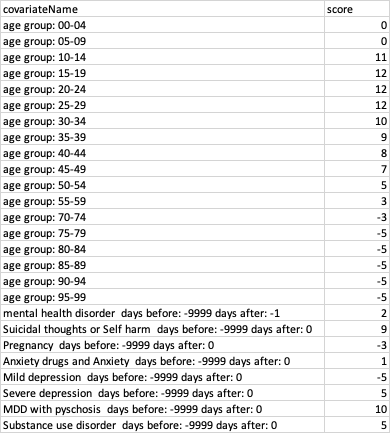 covariateName score
age group: 00-04 0
age group: 05-09 0
age group: 10-14 11
age group: 15-19 12
age group: 20-24 12
age group: 25-29 12
age group: 30-34 10
age group: 35-39 9
age group: 40-44 8
age group: 45-49 7
age group: 50-54 5
age group: 55-59 3
age group: 70-74 -3
age group: 75-79 -5
age group: 80-84 -5
age group: 85-89 -5
age group: 90-94 -5
age group: 95-99 -5
mental health disorder  days before: -9999 days after: -1 2
Suicidal thoughts or Self harm  days before: -9999 days after: 0 9
Pregnancy  days before: -9999 days after: 0 -3
Anxiety drugs and Anxiety  days before: -9999 days after: 0 1
Mild depression  days before: -9999 days after: 0 -5
Severe depression  days before: -9999 days after: 0 5
MDD with pyschosis  days before: -9999 days after: 0 10
Substance use disorder  days before: -9999 days after: 0 5